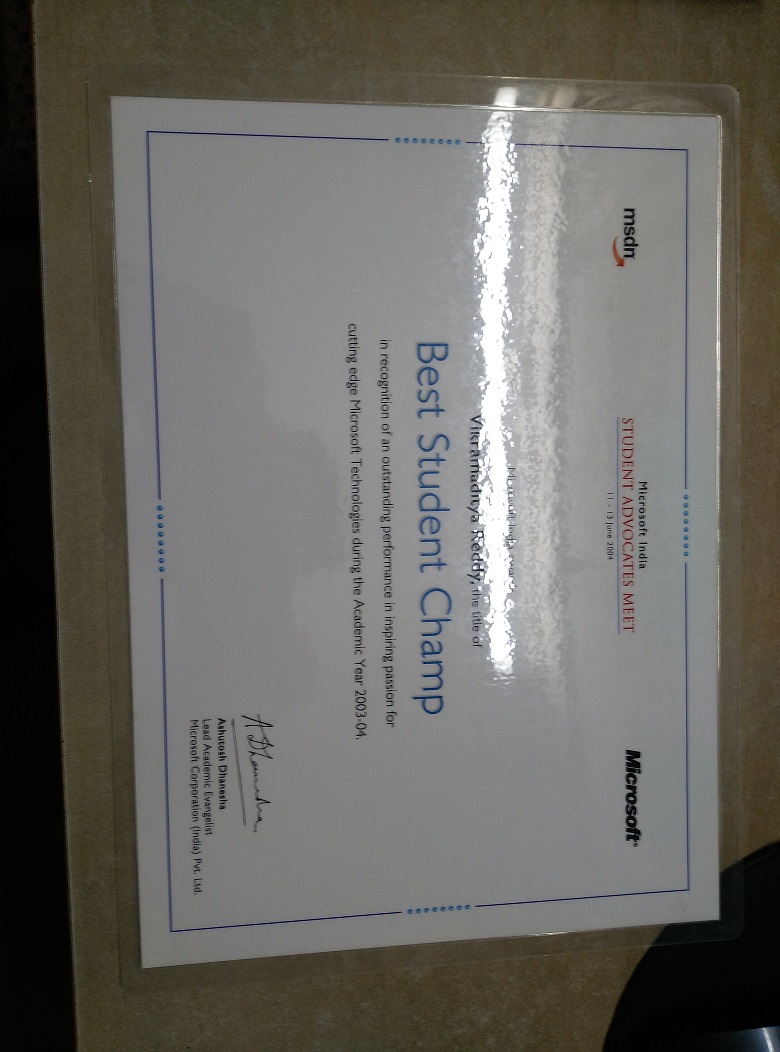 msdn
Microsoft India
STUDENT ADVOCATES MEET
11 - 13 June 2004
Microsoft®
Microsoft India
Vikramaditya Reddy, the title of
Best Student Champ
in recognition of an outstanding performance in inspiring passion for
cutting edge Microsoft Technologies during the Academic Year 2003-04.
A Dhanesha
Ashutosh Dhanesha
Lead Academic Evangelist
Microsoft Corporation (India) Pvt. Ltd.